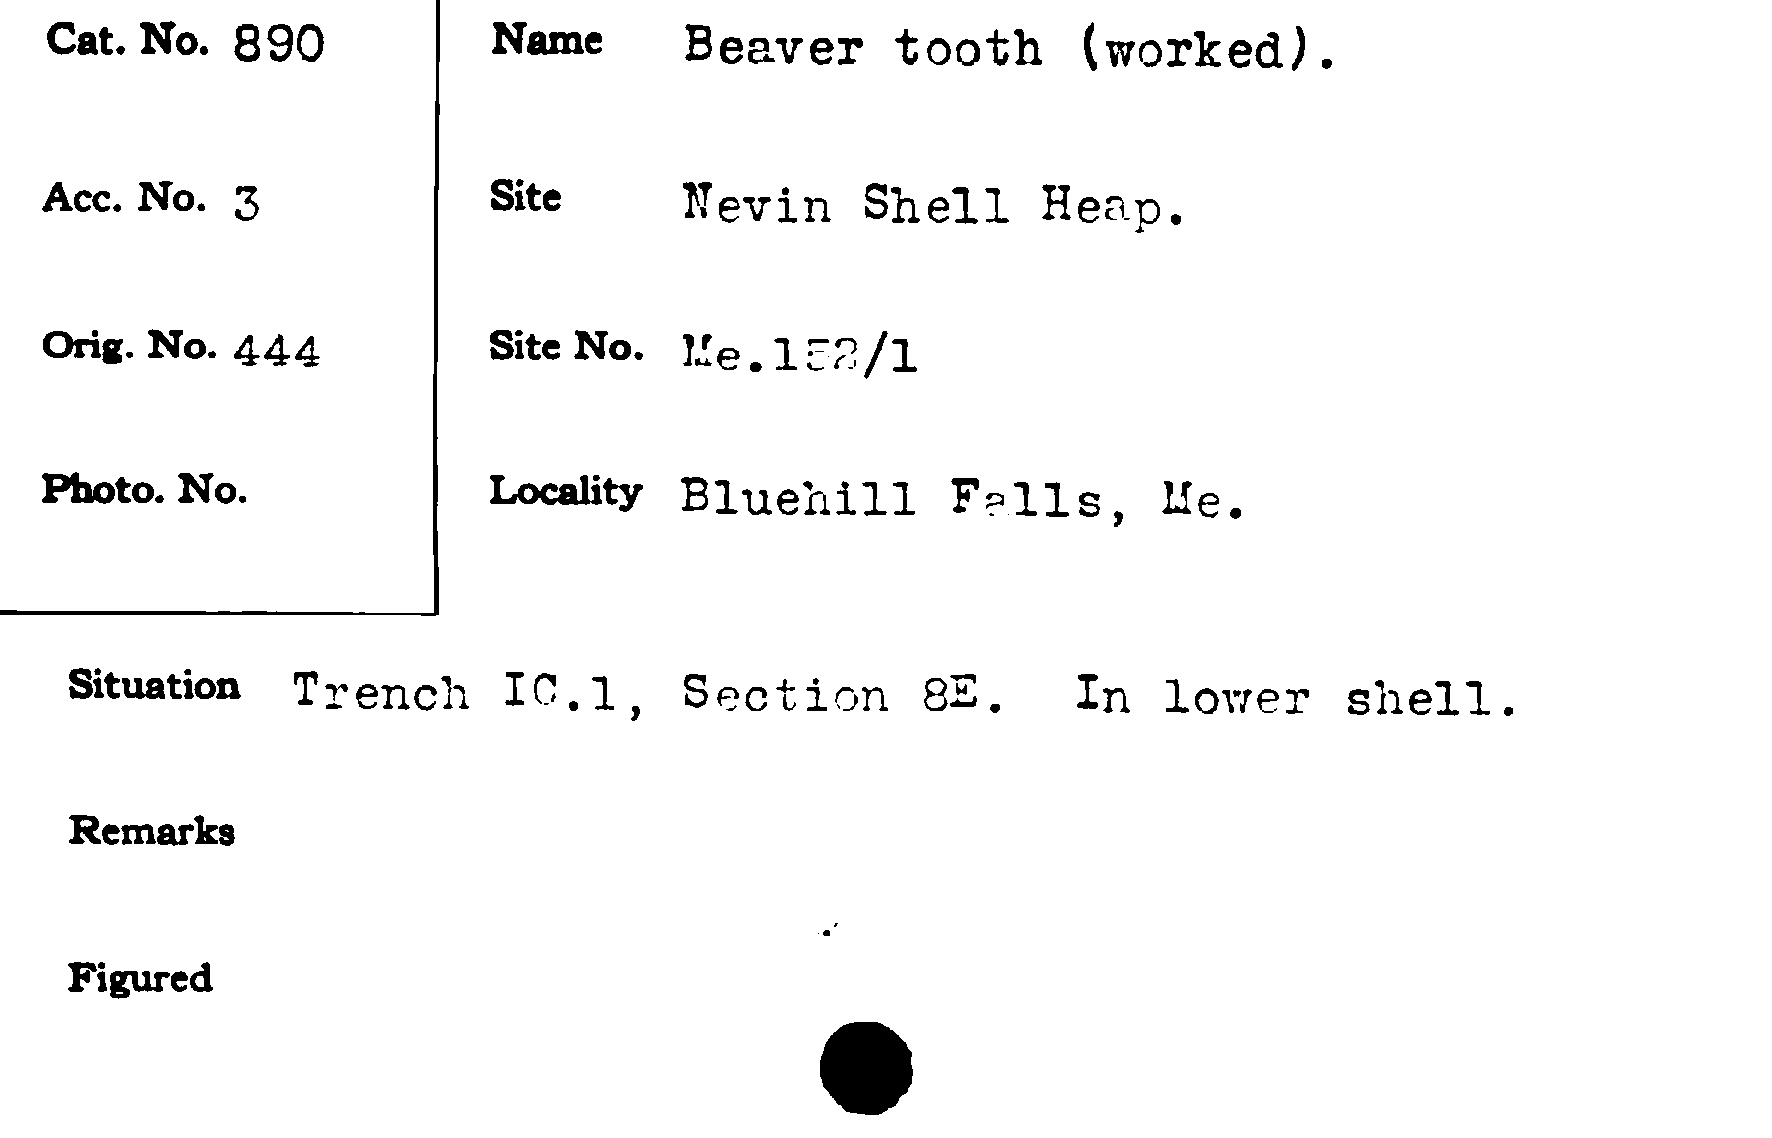 Cat. No. 890 Name Beaver tooth (worked).
Acc. No. 3 Site Nevin Shell Heap.
Orig. No. 444 Site No. Me.152/1
Photo. No. Locality Bluehill Falls, Me.
Situation Trench IC.1, Section 8E. In lower shell.
Remarks
Figured